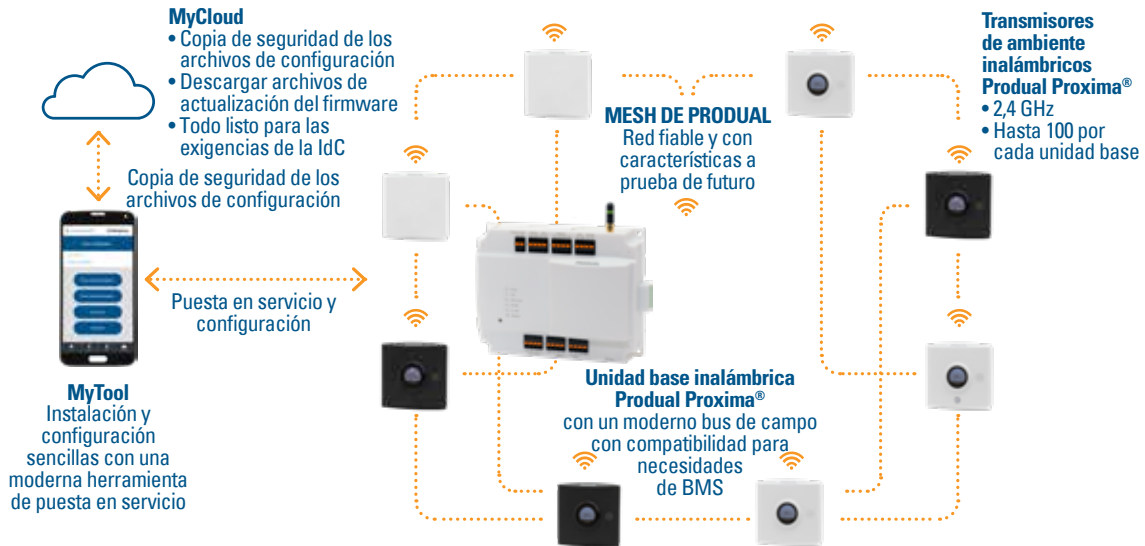 MyCloud
• Copia de seguridad de los
archivos de configuración
• Descargar archivos de
actualización del firmware
• Todo listo para las
exigencias de la IdC
Copia de seguridad de los
archivos de configuración
Puesta en servicio y
configuración
MyTool
Instalación y
configuración
sencillas con una
moderna herramienta
de puesta en servicio
MESH DE PRODUAL
Red fiable y con
características a
prueba de futuro
Unidad base inalámbrica
Produal Proxima®
con un moderno bus de campo
con compatibilidad para
necesidades
de BMS
Transmisores
de ambiente
inalámbricos
Produal Proxima®
• 2,4 GHz
• Hasta 100 por
cada unidad base